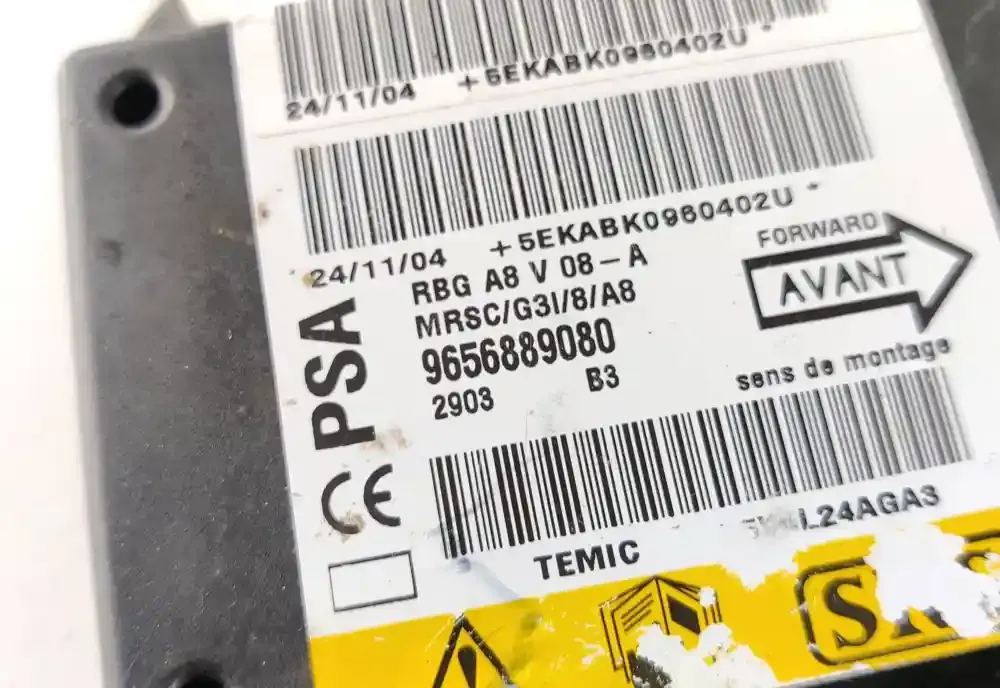 24/11/04 +5EKABK0980402U
24/11/04 +5EKABK0980402U
RBG A8 V 08-A
MRSC/G3I/8/A8
9656889080
2903 B3
PSA
FORWARD
AVANT
sens de montage
CE
L24AGA3
TEMIC